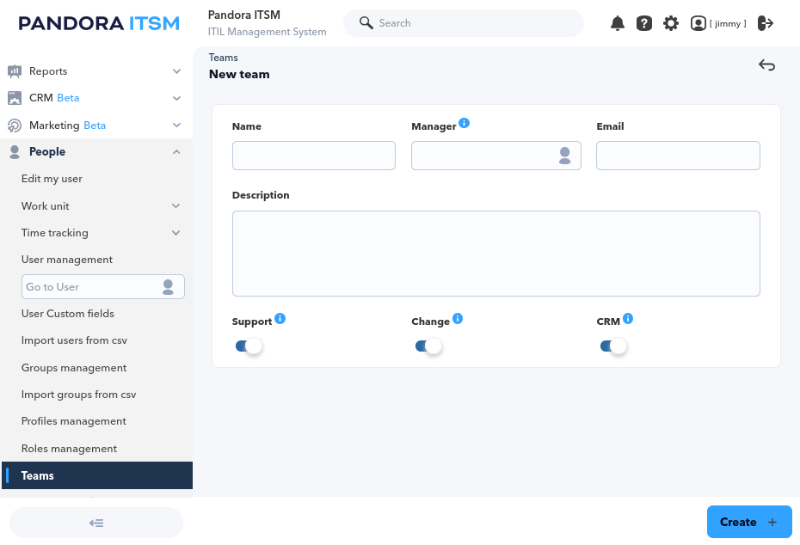 PANDORA ITSM
Pandora ITSM
ITIL Management System
Search
[ jimmy ]
Reports
CRM Beta
Marketing Beta
People
Edit my user
Work unit
Time tracking
User management
Go to User
User Custom fields
Import users from csv
Groups management
Import groups from csv
Profiles management
Roles management
Teams
Teams
New team
Name
Manager
Email
Description
Support
Change
CRM
Create +